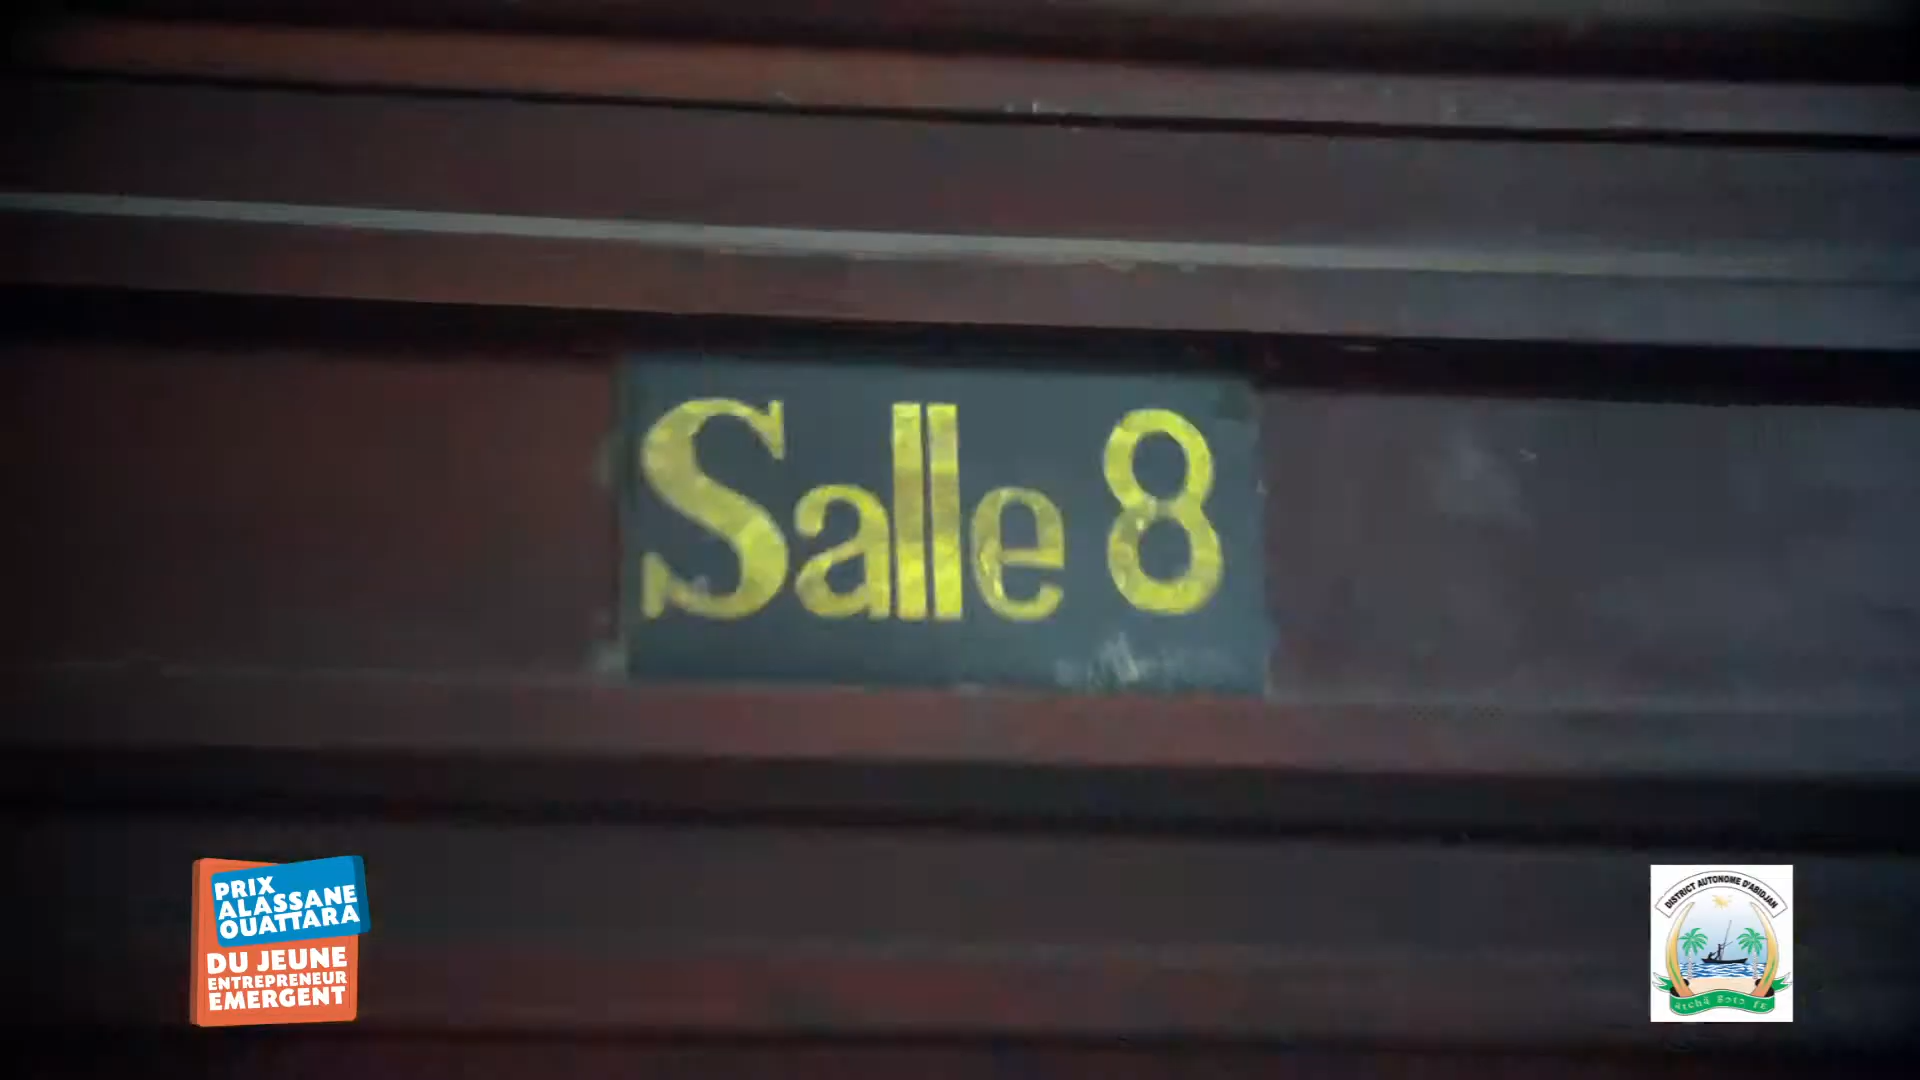 Salle 8
PRIX
ALASSANE
OUATTARA
DU JEUNE
ENTREPRENEUR
EMERGENT
DISTRICT AUTONOME D'ABIDJAN